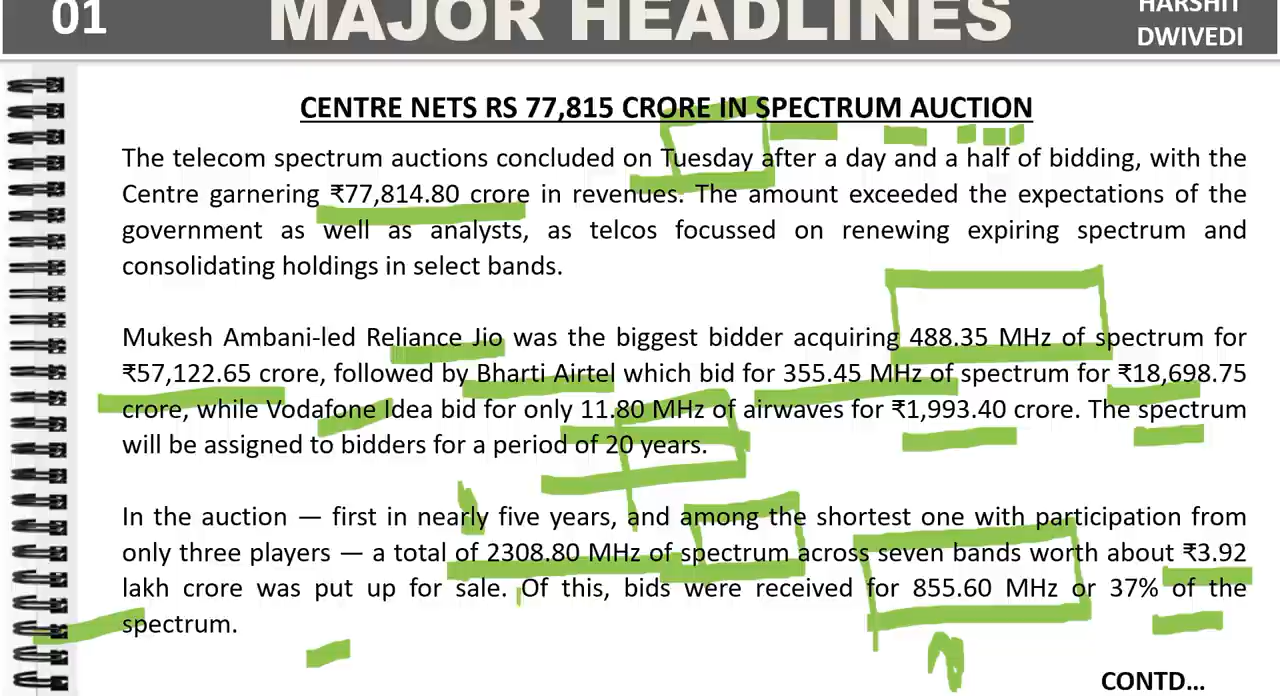 01
MAJOR HEADLINES
HARSHIT
DWIVEDI
CENTRE NETS RS 77,815 CRORE IN SPECTRUM AUCTION
The telecom spectrum auctions concluded on Tuesday after a day and a half of bidding, with the
Centre garnering ₹77,814.80 crore in revenues. The amount exceeded the expectations of the
government as well as analysts, as telcos focussed on renewing expiring spectrum and
consolidating holdings in select bands.
Mukesh Ambani-led Reliance Jio was the biggest bidder acquiring 488.35 MHz of spectrum for
₹57,122.65 crore, followed by Bharti Airtel which bid for 355.45 MHz of spectrum for ₹18,698.75
crore, while Vodafone Idea bid for only 11.80 MHz of airwaves for ₹1,993.40 crore. The spectrum
will be assigned to bidders for a period of 20 years.
In the auction — first in nearly five years, and among the shortest one with participation from
only three players — a total of 2308.80 MHz of spectrum across seven bands worth about ₹3.92
lakh crore was put up for sale. Of this, bids were received for 855.60 MHz or 37% of the
spectrum.
CONTD...